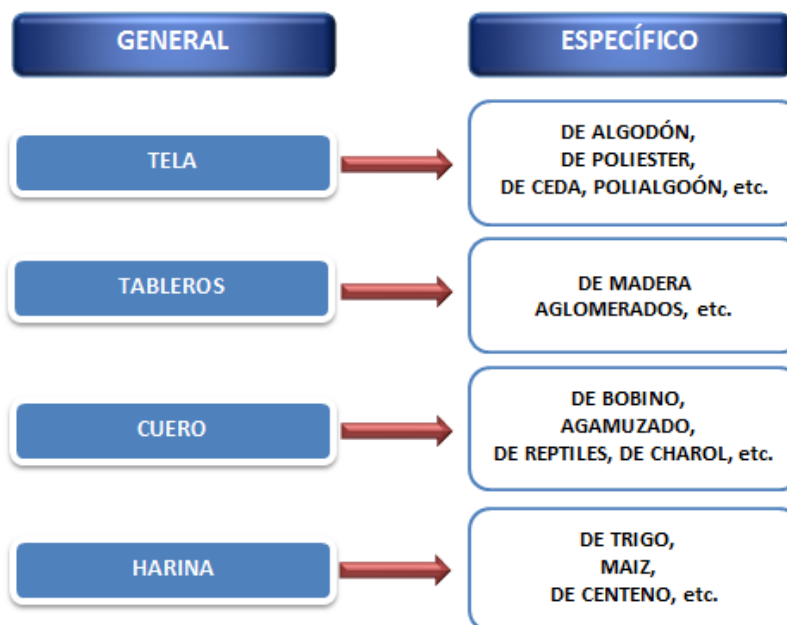 GENERAL
ESPECÍFICO
TELA
DE ALGODÓN,
DE POLIESTER,
DE CEDA, POLIALGOÓN, etc.
TABLEROS
DE MADERA
AGLOMERADOS, etc.
CUERO
DE BOBINO,
AGAMUZADO,
DE REPTILES, DE CHAROL, etc.
HARINA
DE TRIGO,
MAIZ,
DE CENTENO, etc.